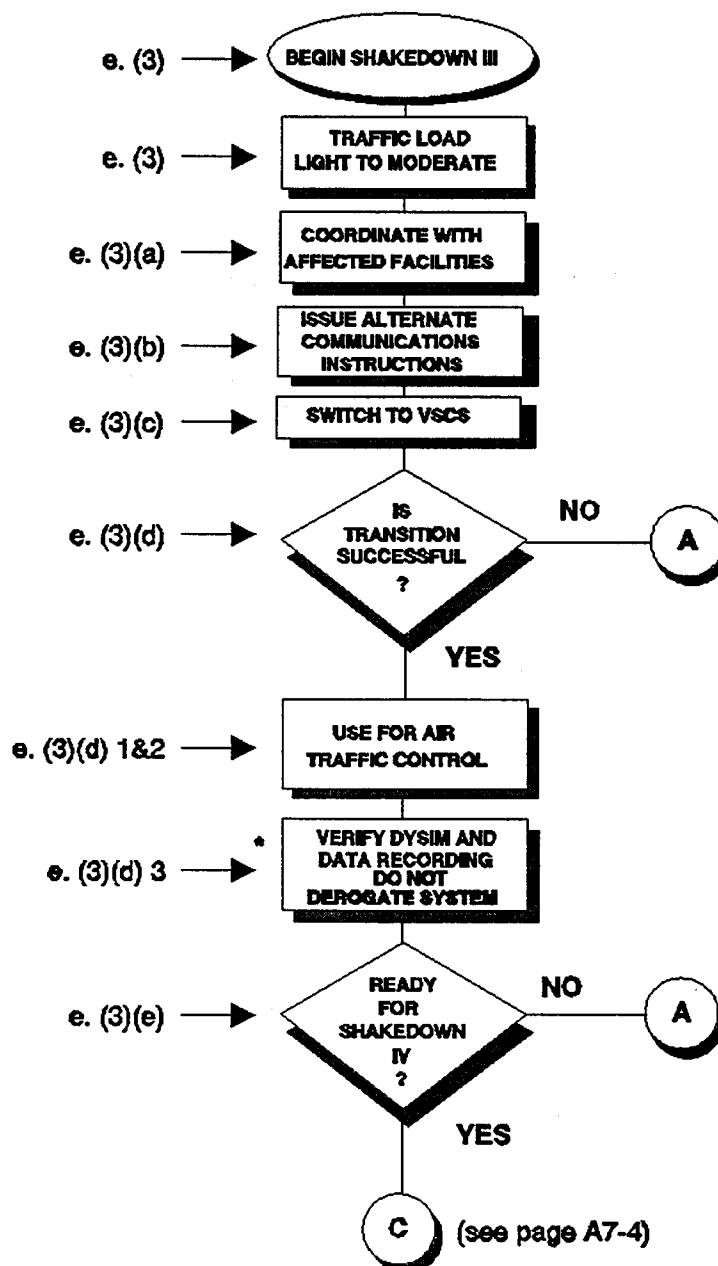 e. (3) BEGIN SHAKEDOWN III
e. (3) TRAFFIC LOAD
LIGHT TO MODERATE
e. (3)(a) COORDINATE WITH
AFFECTED FACILITIES
e. (3)(b) ISSUE ALTERNATE
COMMUNICATIONS
INSTRUCTIONS
e. (3)(c) SWITCH TO VSCS
e. (3)(d) IS
TRANSITION
SUCCESSFUL
?
NO
A
YES
e. (3)(d) 1&2 USE FOR AIR
TRAFFIC CONTROL
*
e. (3)(d) 3 VERIFY DYSIM AND
DATA RECORDING
DO NOT
DEROGATE SYSTEM
e. (3)(e) READY
FOR
SHAKEDOWN
IV
?
NO
A
YES
C (see page A7-4)